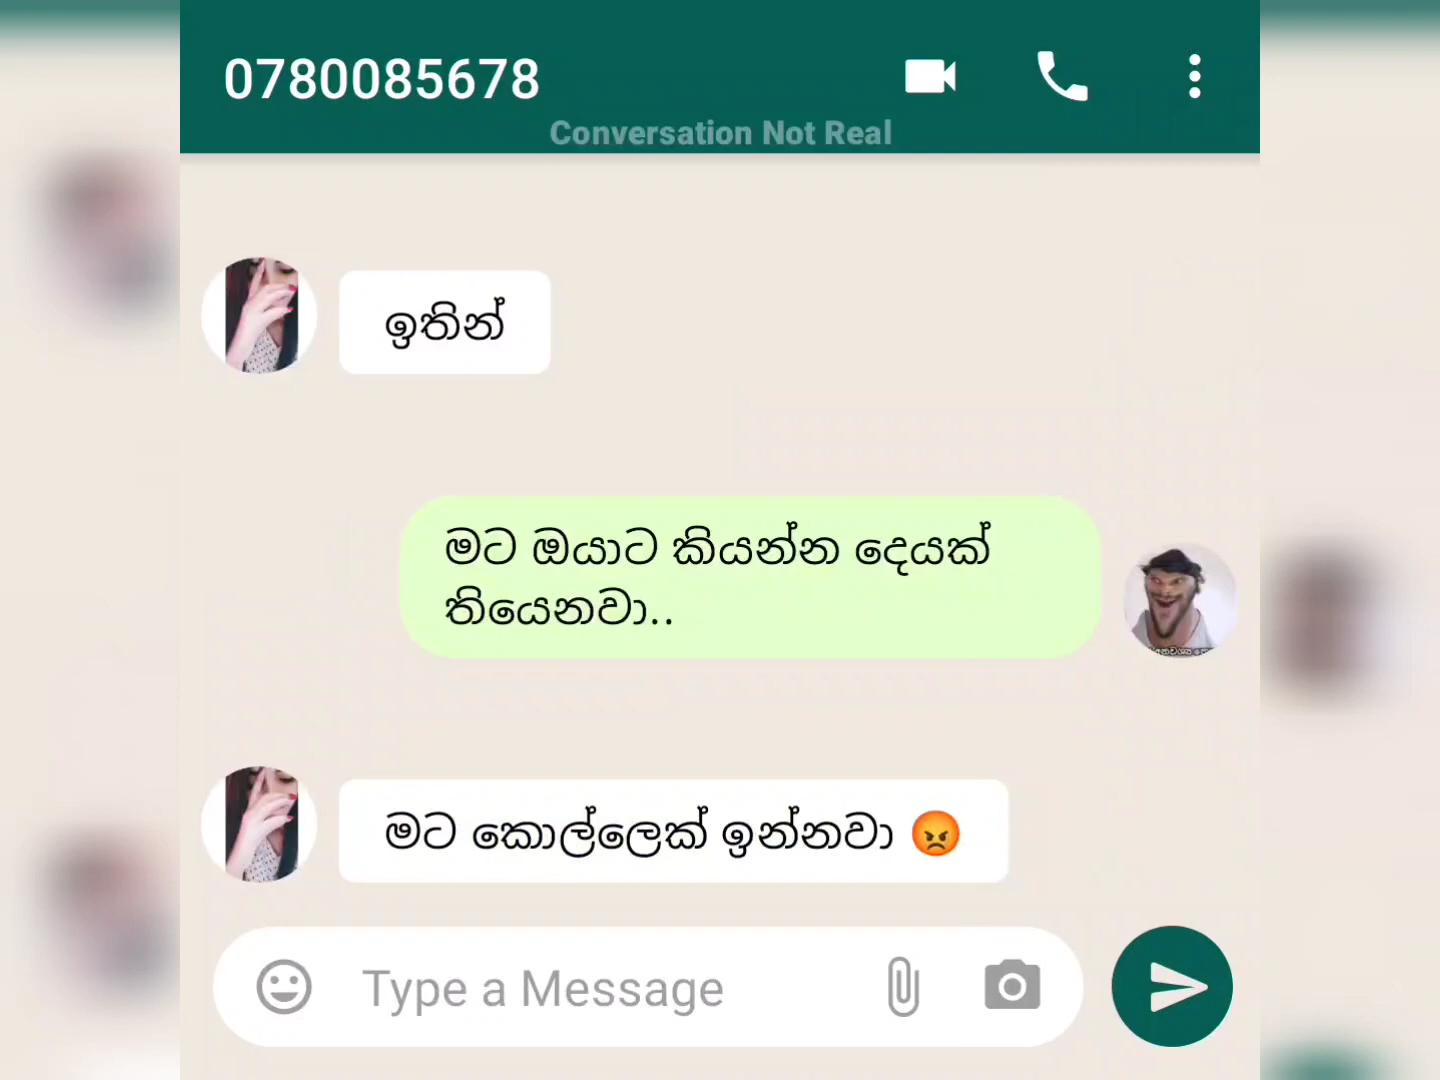 0780085678
Conversation Not Real
ඉතින්
මට ඔයාට කියන්න දෙයක්
තියෙනවා..
මට කොල්ලෙක් ඉන්නවා 😡
Type a Message